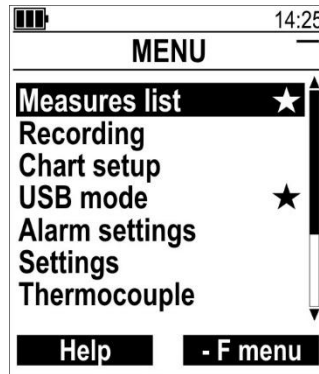 14:25
MENU
Measures list
Recording
Chart setup
USB mode
Alarm settings
Settings
Thermocouple
Help
- F menu